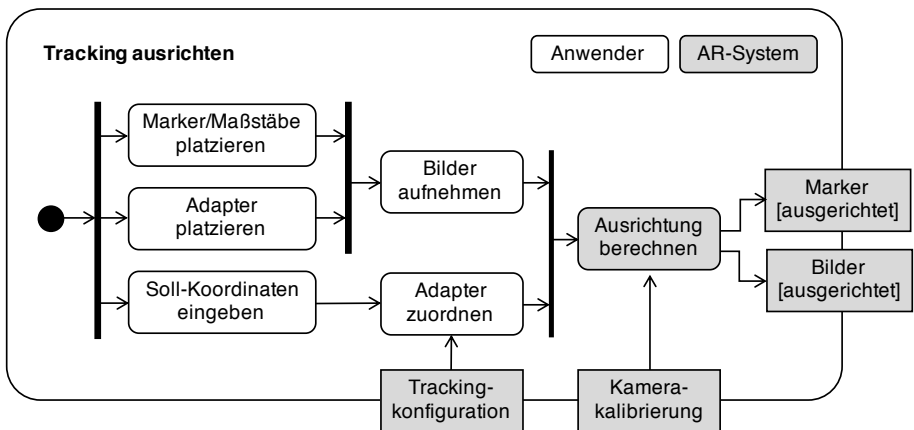 Tracking ausrichten
Anwender
AR-System
Marker/Maßstäbe
platzieren
Adapter
platzieren
Soll-Koordinaten
eingeben
Bilder
aufnehmen
Adapter
zuordnen
Ausrichtung
berechnen
Marker
[ausgerichtet]
Bilder
[ausgerichtet]
Tracking-
konfiguration
Kamera-
kalibrierung